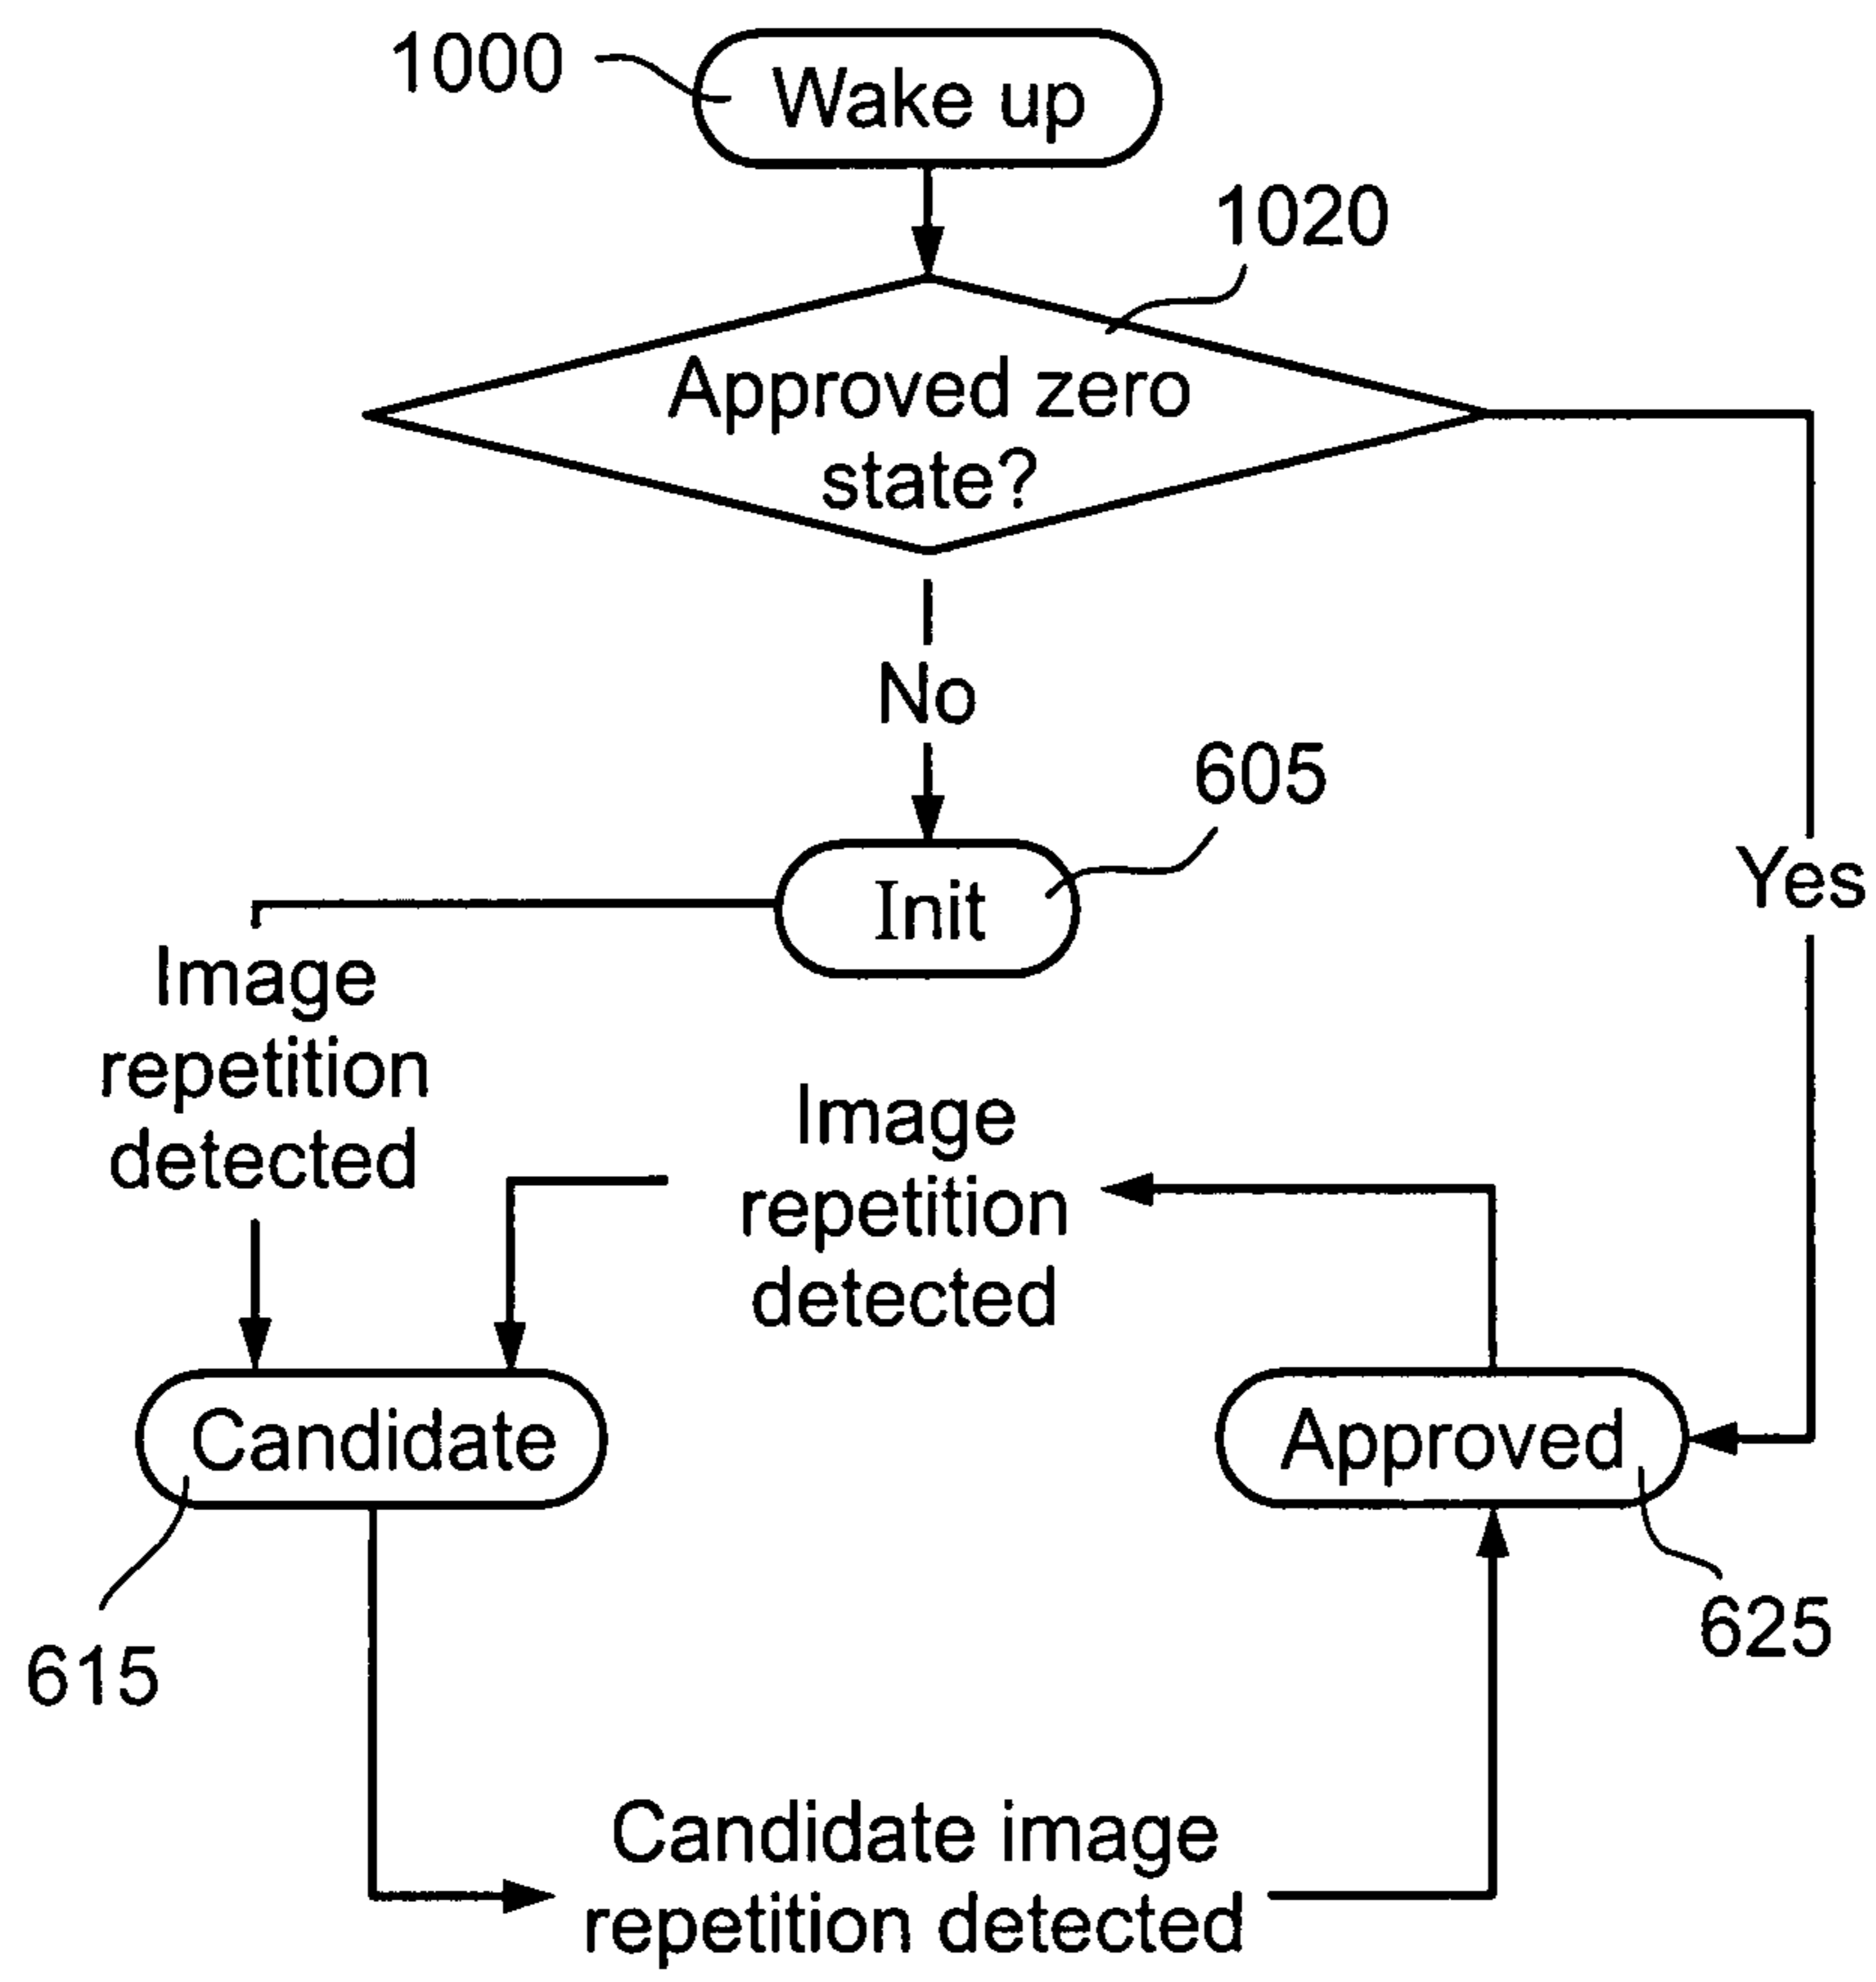 1000
Wake up
1020
Approved zero
state?
No
605
Init
Yes
Image
repetition
detected
Image
repetition
detected
Candidate
Approved
615
625
Candidate image
repetition detected